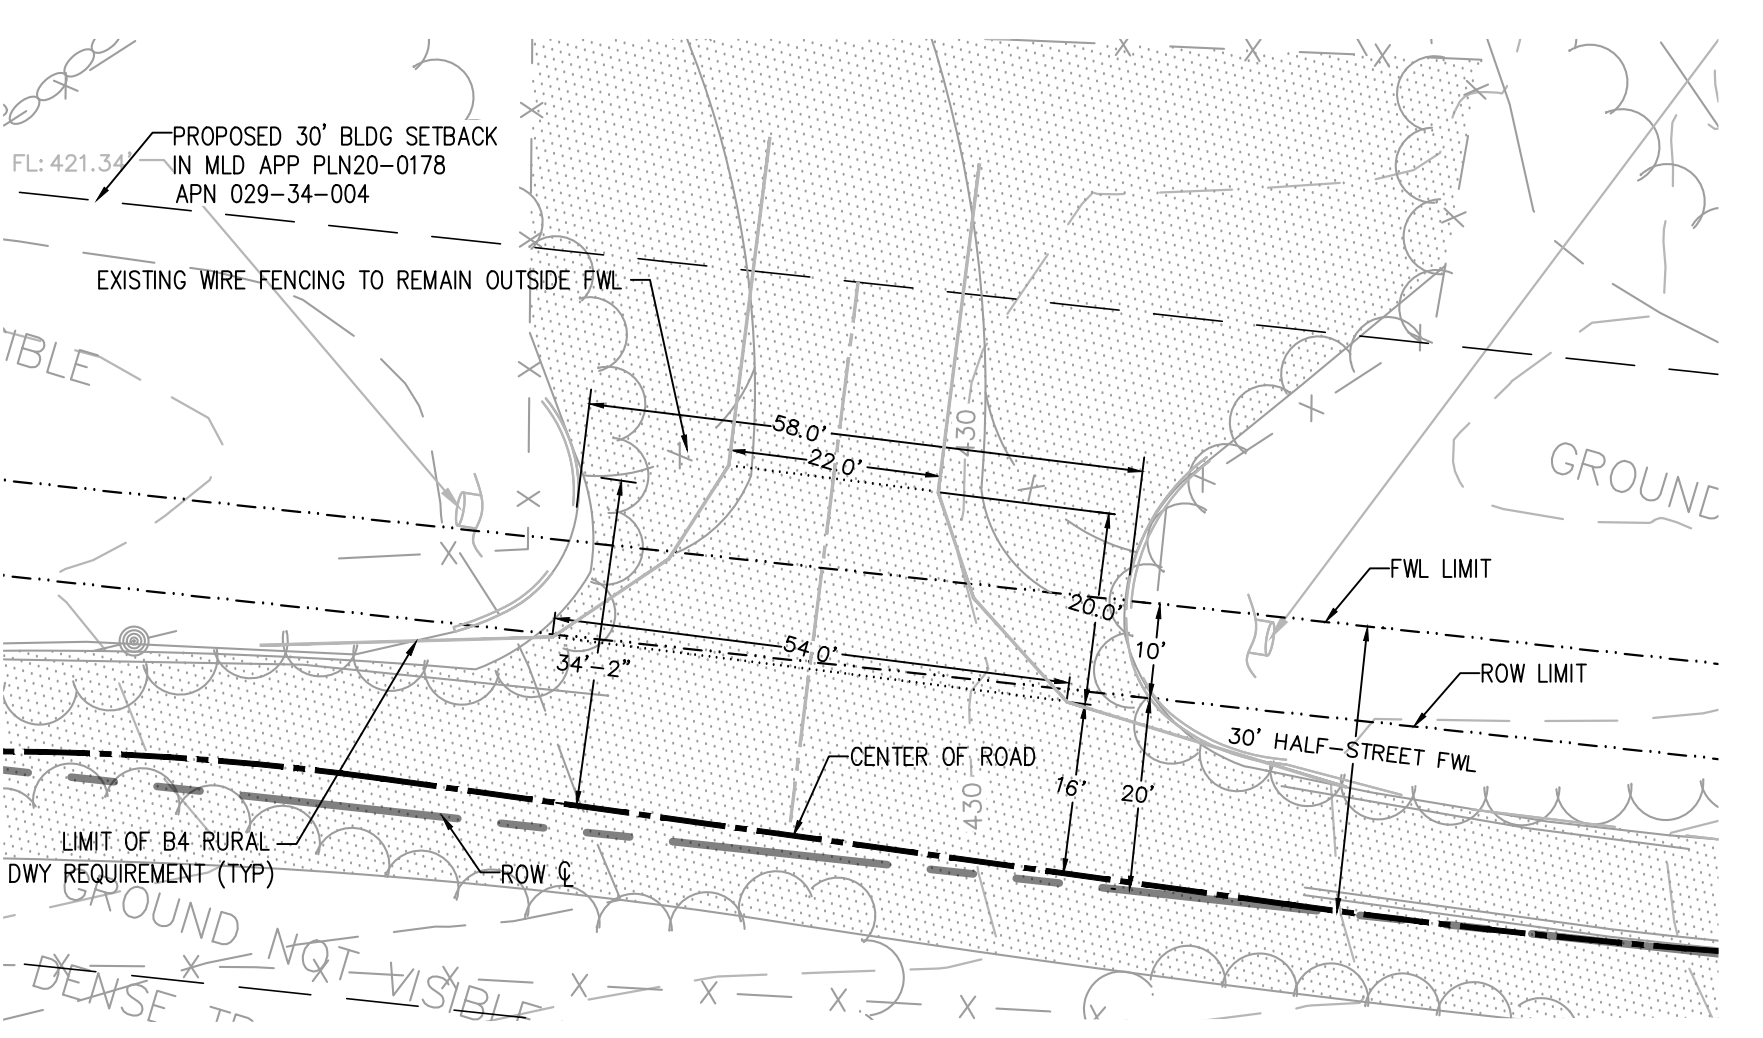 PROPOSED 30' BLDG SETBACK
IN MLD APP PLN20-0178
APN 029-34-004
FL: 421.34'
EXISTING WIRE FENCING TO REMAIN OUTSIDE FWL
58.0'
22.0'
430
GROUND
FWL LIMIT
20.0'
10'
54.0'
34'-2"
ROW LIMIT
30' HALF-STREET FWL
CENTER OF ROAD
16'
20'
430
LIMIT OF B4 RURAL
DWY REQUIREMENT (TYP)
ROW ℄
GROUND NOT VISIBLE
DENSE